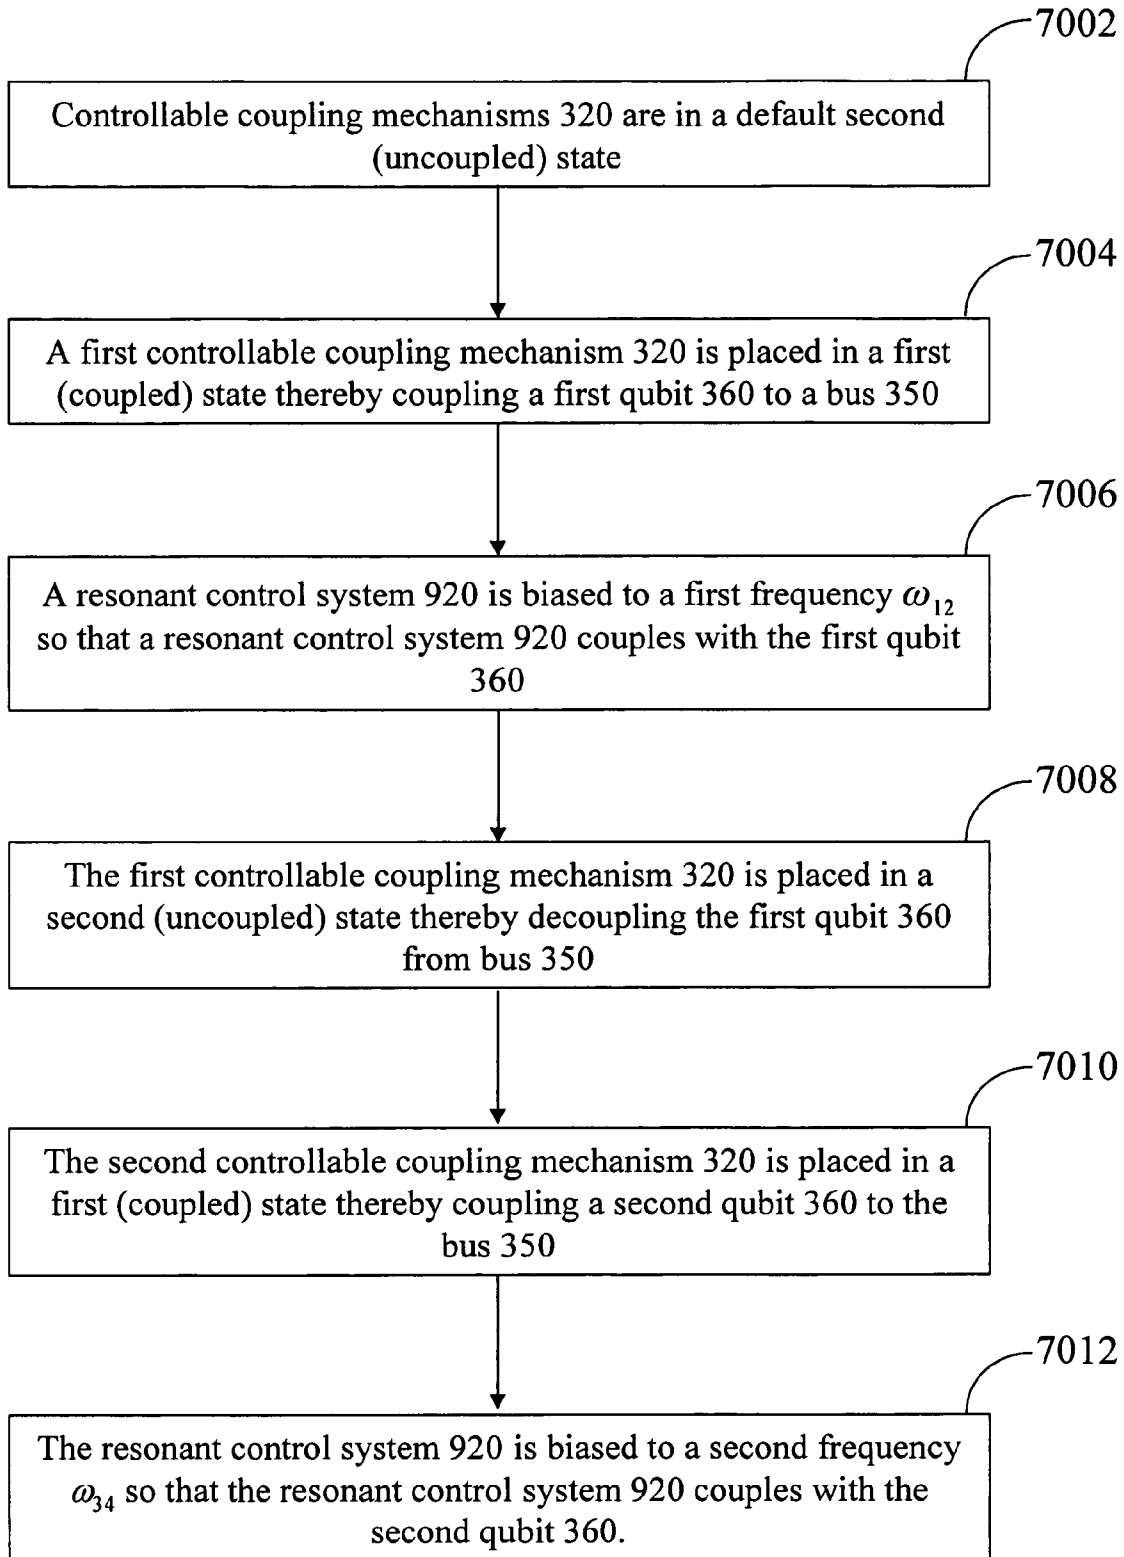 7002
Controllable coupling mechanisms 320 are in a default second
(uncoupled) state
7004
A first controllable coupling mechanism 320 is placed in a first
(coupled) state thereby coupling a first qubit 360 to a bus 350
7006
A resonant control system 920 is biased to a first frequency ω₁₂
so that a resonant control system 920 couples with the first qubit
360
7008
The first controllable coupling mechanism 320 is placed in a
second (uncoupled) state thereby decoupling the first qubit 360
from bus 350
7010
The second controllable coupling mechanism 320 is placed in a
first (coupled) state thereby coupling a second qubit 360 to the
bus 350
7012
The resonant control system 920 is biased to a second frequency
ω₃₄ so that the resonant control system 920 couples with the
second qubit 360.